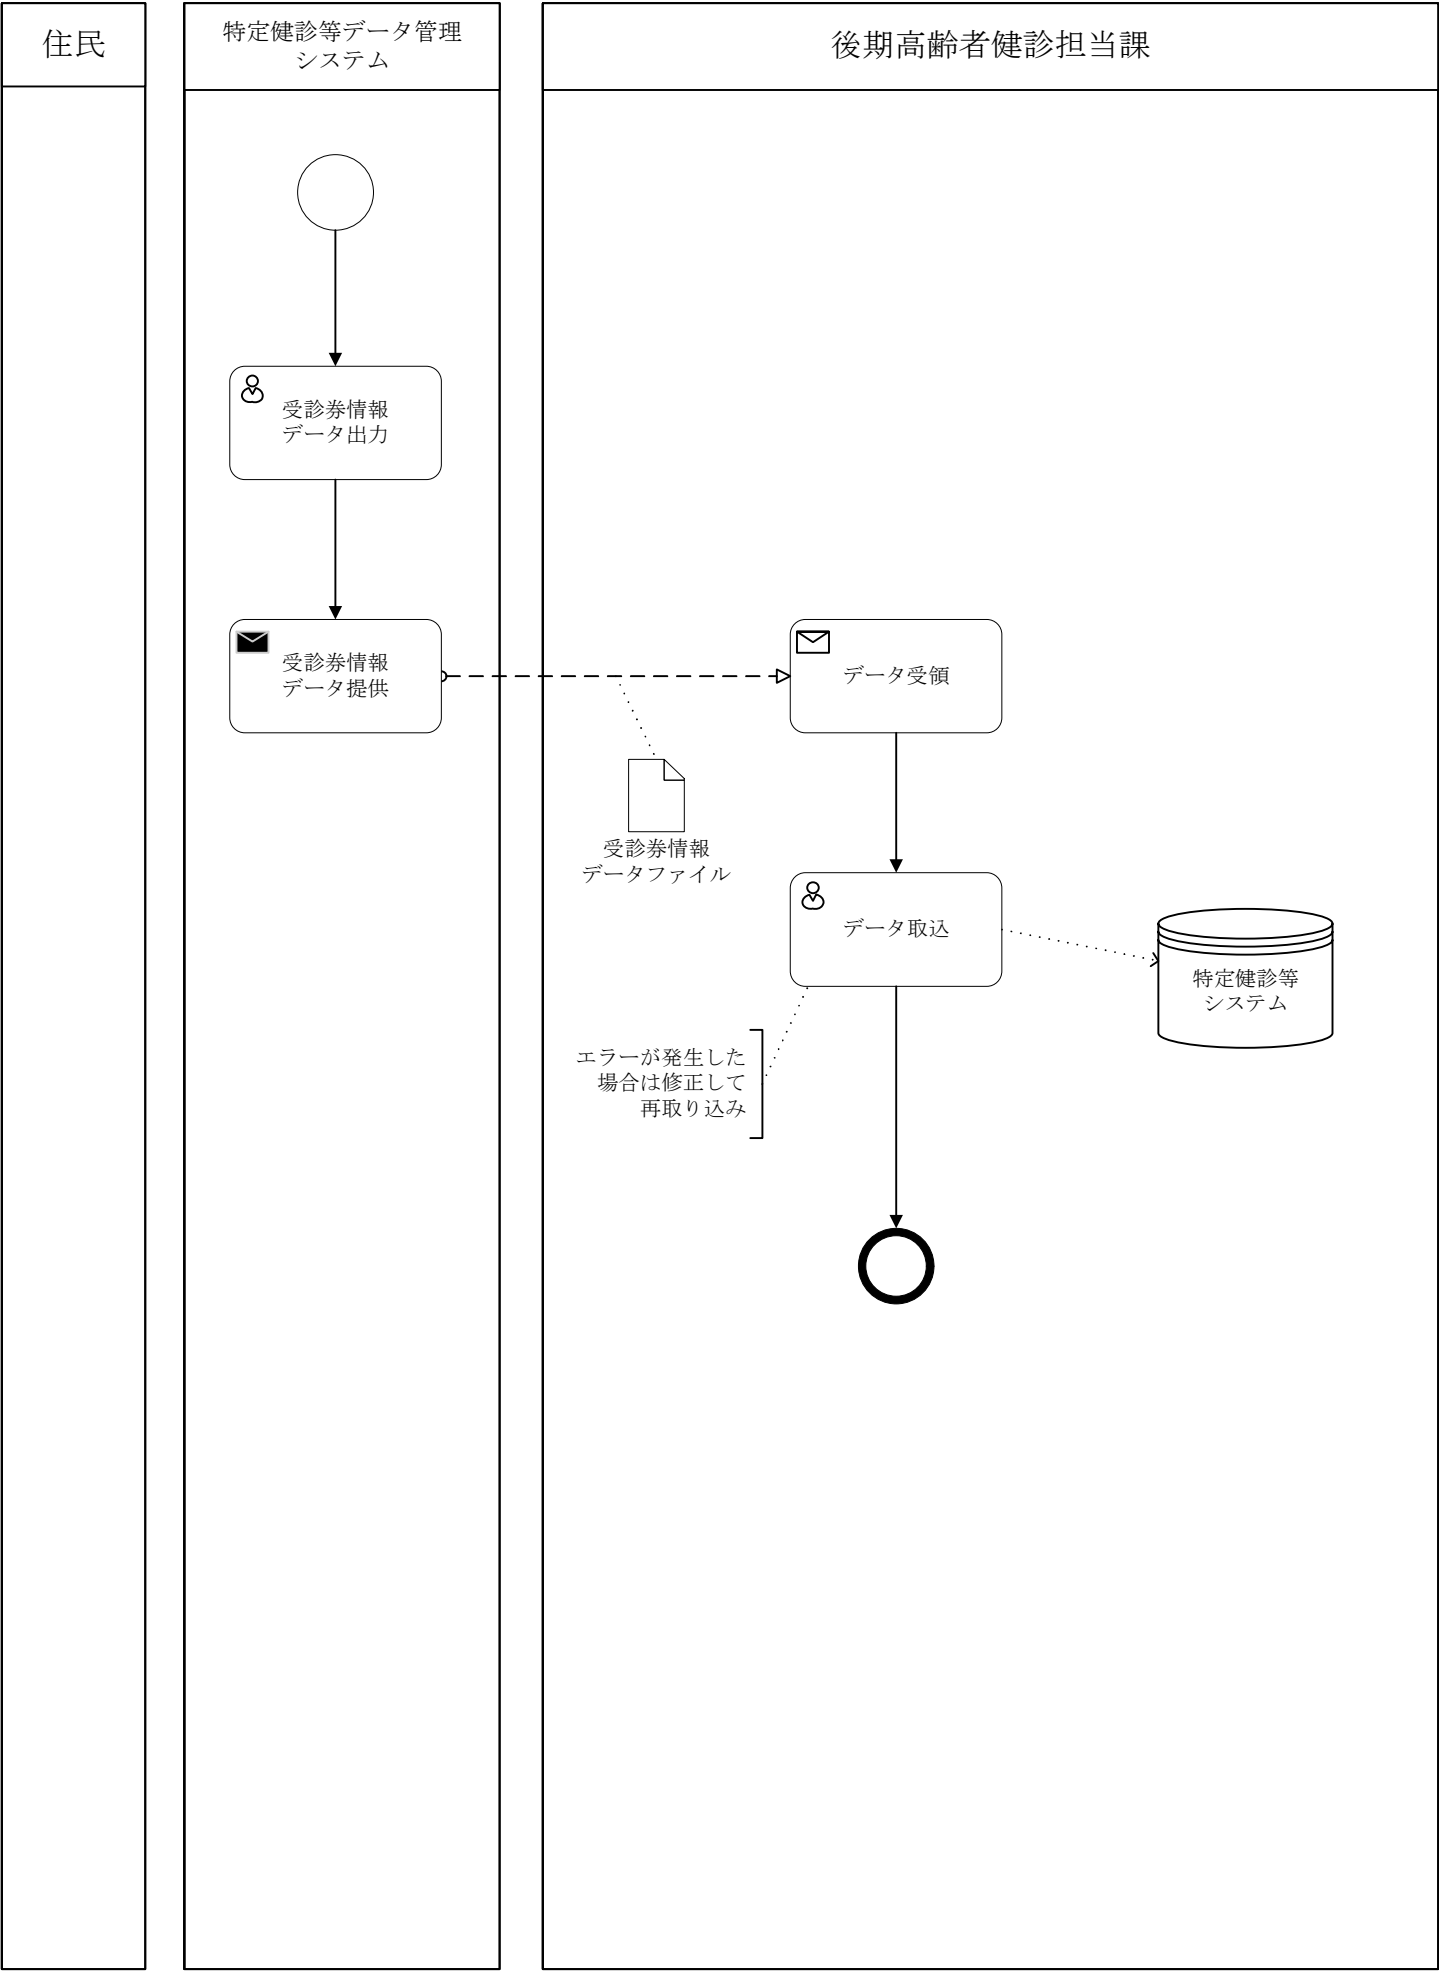 住民
特定健診等データ管理
システム
後期高齢者健診担当課
受診券情報
データ出力
受診券情報
データ提供
データ受領
受診券情報
データファイル
データ取込
特定健診等
システム
エラーが発生した
場合は修正して
再取り込み